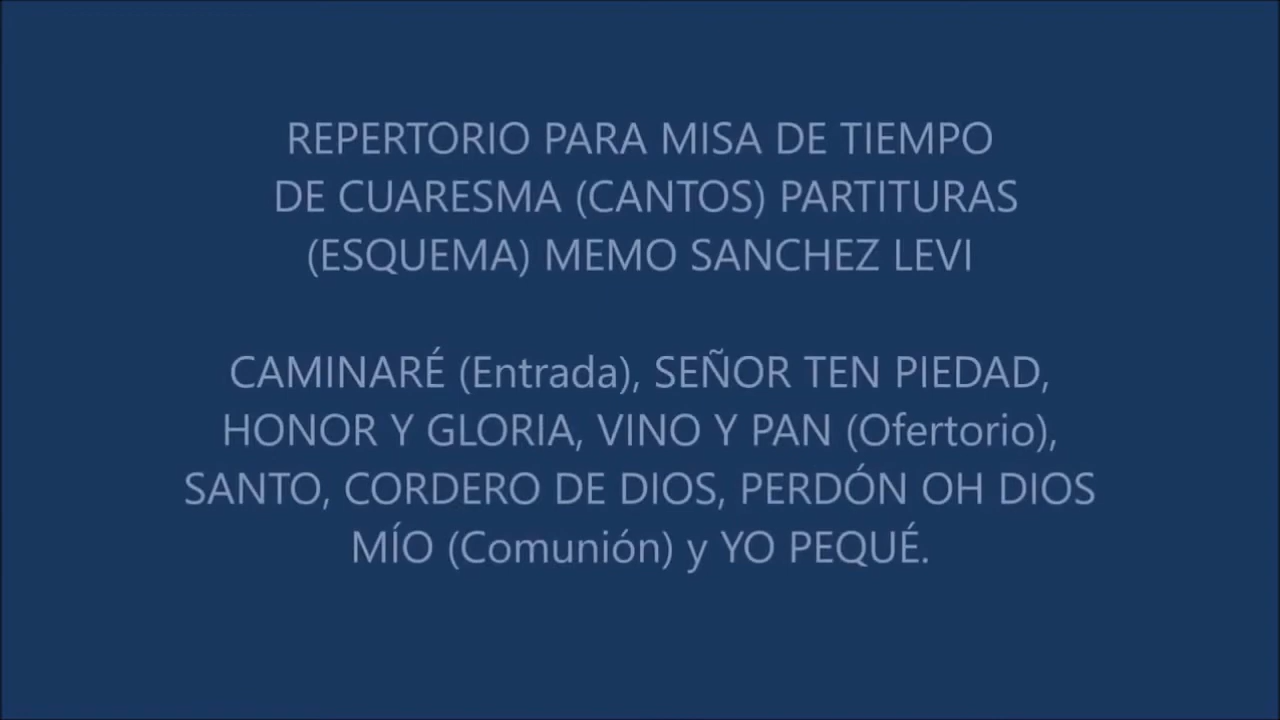 REPERTORIO PARA MISA DE TIEMPO
DE CUARESMA (CANTOS) PARTITURAS
(ESQUEMA) MEMO SANCHEZ LEVI
CAMINARÉ (Entrada), SEÑOR TEN PIEDAD,
HONOR Y GLORIA, VINO Y PAN (Ofertorio),
SANTO, CORDERO DE DIOS, PERDÓN OH DIOS
MÍO (Comunión) y YO PEQUÉ.